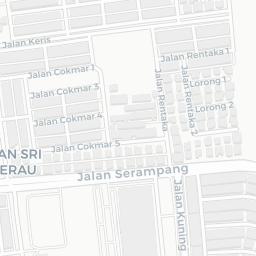 Jalan Keris
Jalan Rentaka 1
Jalan Cokmar 1
Lorong 1
Jalan Cokmar 3
Jalan Rentaka
Jalan Rentaka 2
Lorong 2
Jalan Cokmar 4
Jalan Cokmar 5
AN SRI
ERAU
Jalan Serampang
Jalan Kuning